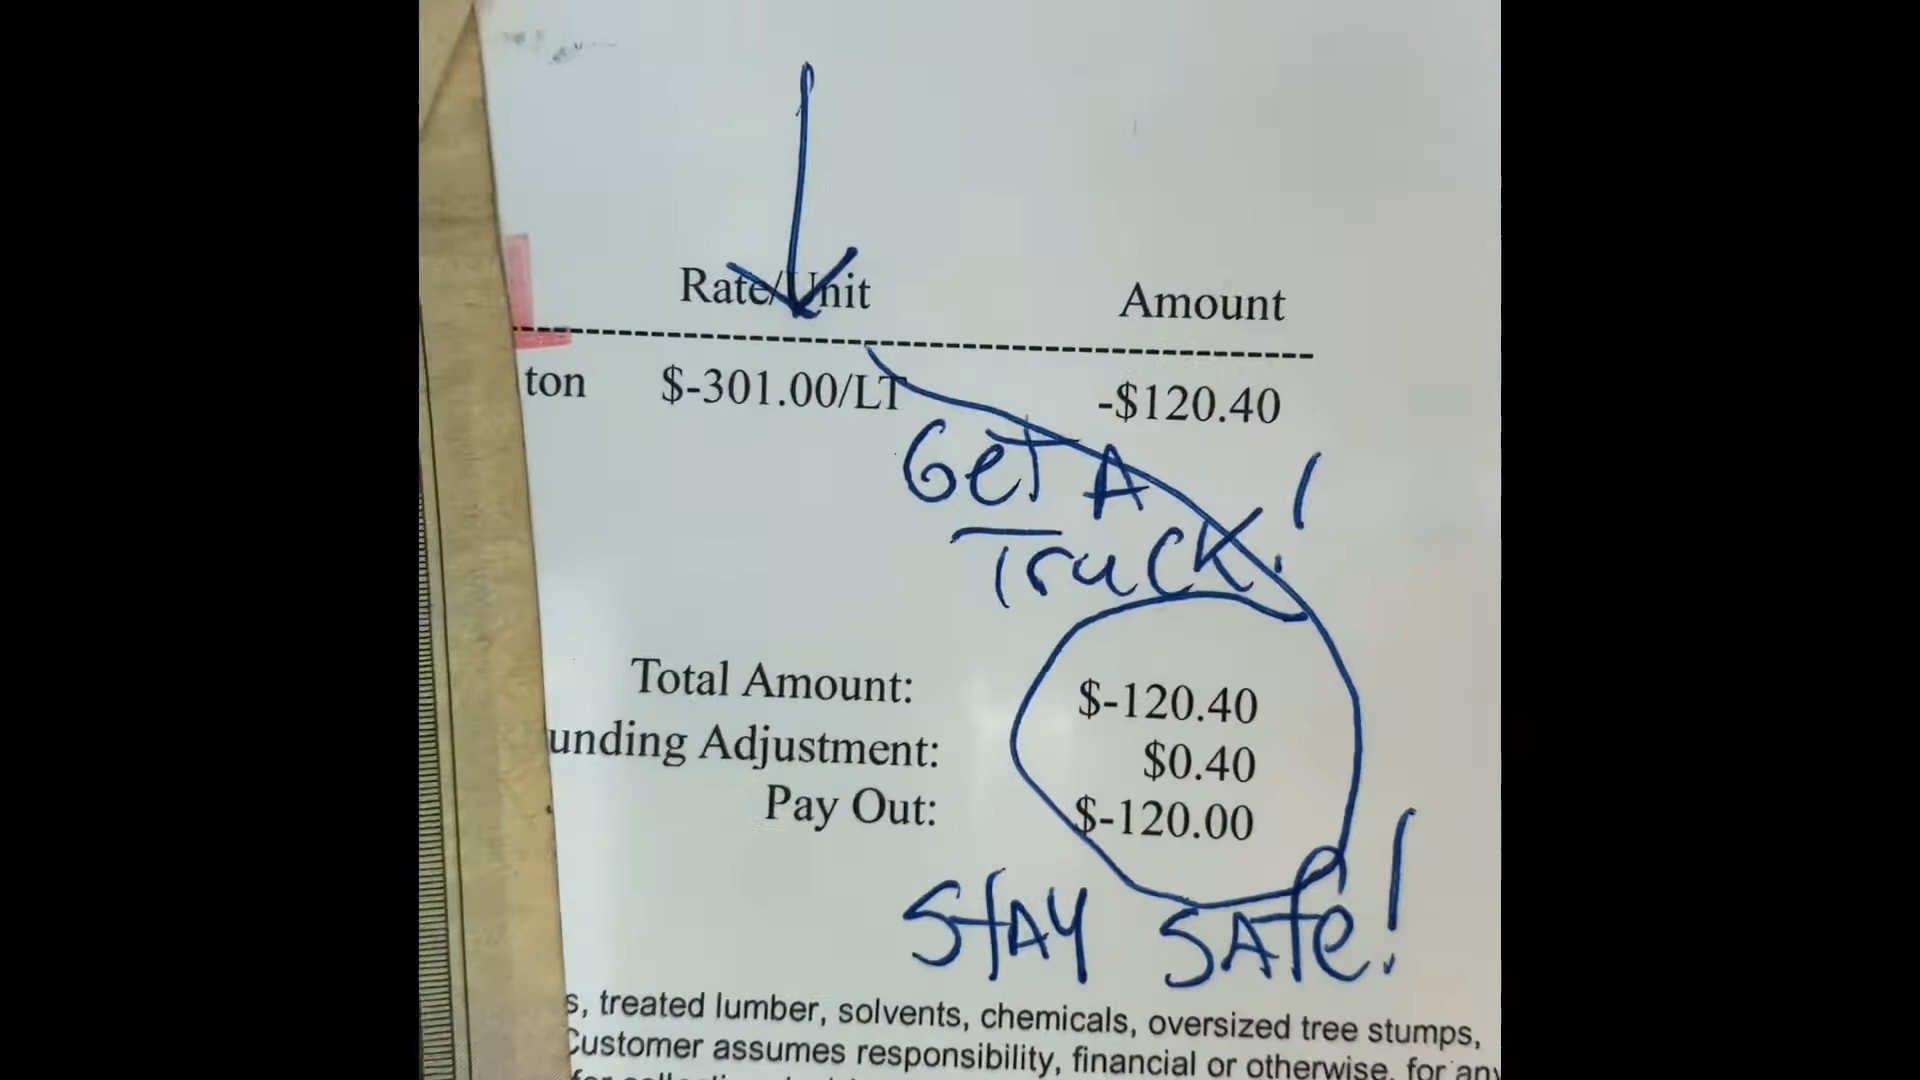 Rate/Unit Amount
ton $-301.00/LT -$120.40
Get A
Truck!
Total Amount: $-120.40
unding Adjustment: $0.40
Pay Out: $-120.00
Stay Safe!
s, treated lumber, solvents, chemicals, oversized tree stumps,
Customer assumes responsibility, financial or otherwise, for any